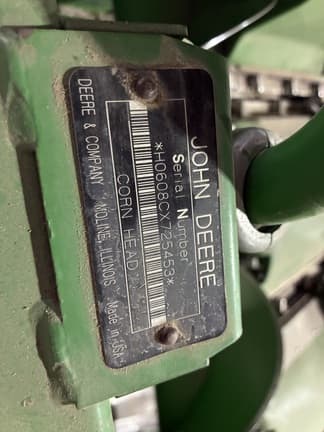 JOHN DEERE
Serial Number
*H0608CX725453*
CORN HEAD
DEERE & COMPANY MOLINE, ILLINOIS Made in USA